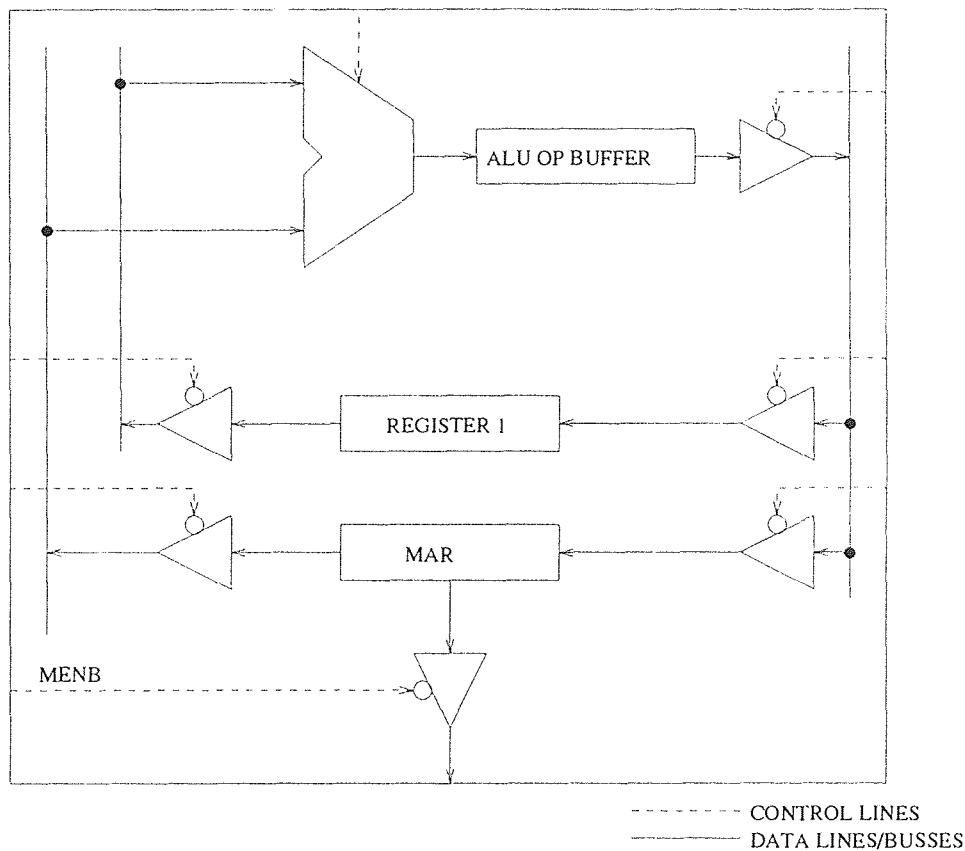 ALU OP BUFFER
REGISTER 1
MAR
MENB
CONTROL LINES
DATA LINES/BUSSES